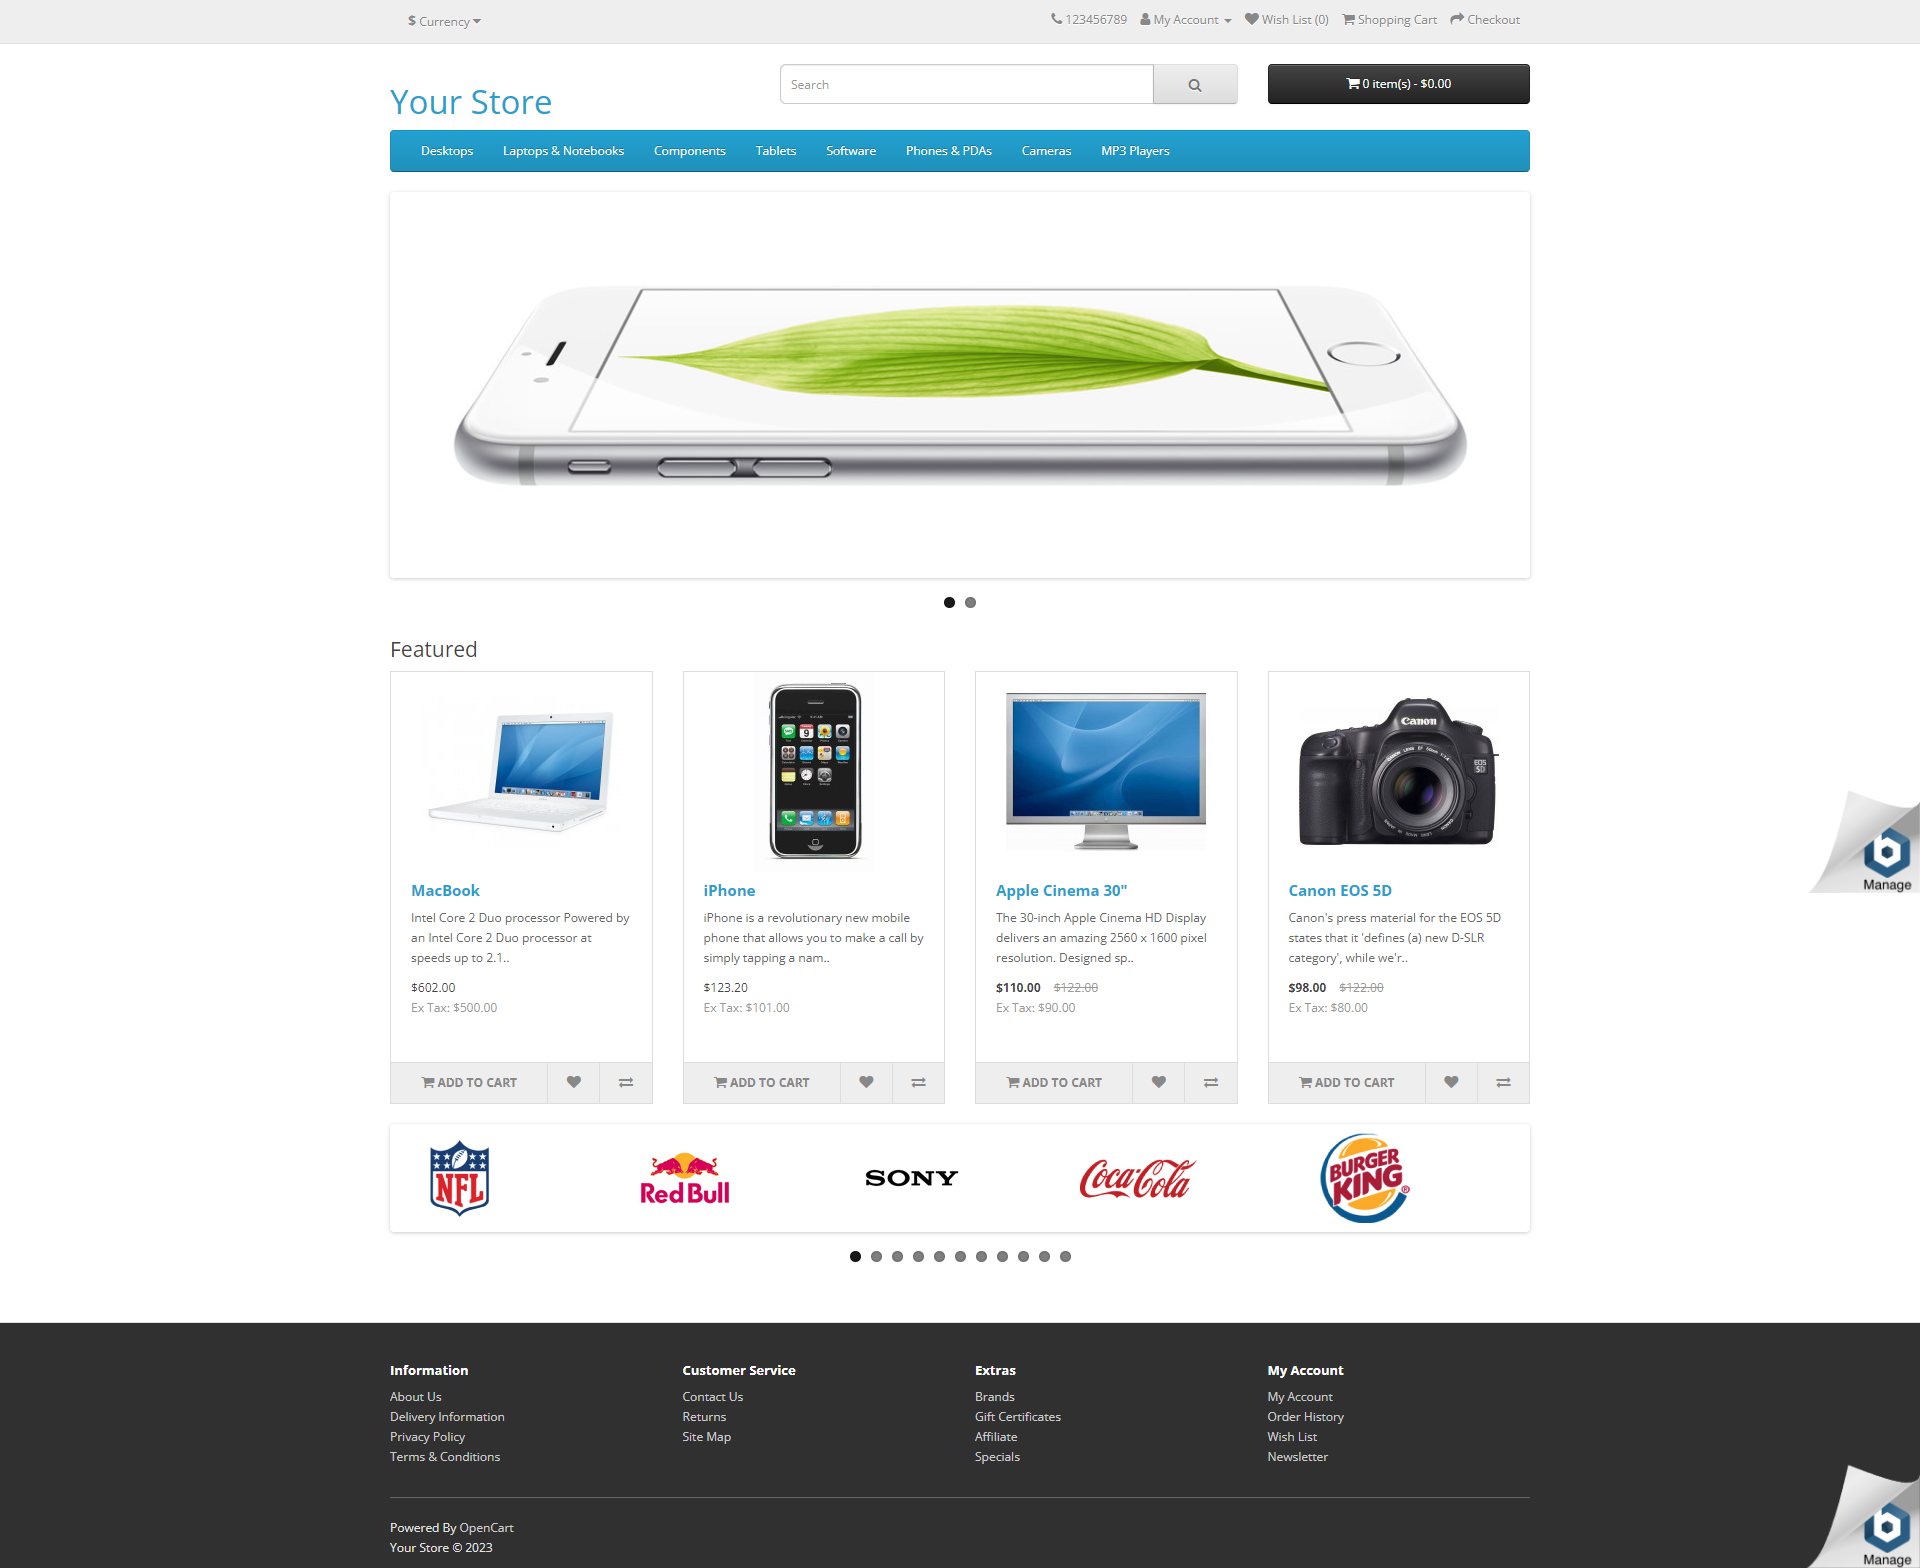 $ Currency
123456789 My Account Wish List (0) Shopping Cart Checkout
Your Store
Search
0 item(s) - $0.00
Desktops Laptops & Notebooks Components Tablets Software Phones & PDAs Cameras MP3 Players
Featured
Canon
EOS
5D
MacBook
Intel Core 2 Duo processor Powered by
an Intel Core 2 Duo processor at
speeds up to 2.1..
$602.00
Ex Tax: $500.00
ADD TO CART
iPhone
iPhone is a revolutionary new mobile
phone that allows you to make a call by
simply tapping a nam..
$123.20
Ex Tax: $101.00
ADD TO CART
Apple Cinema 30"
The 30-inch Apple Cinema HD Display
delivers an amazing 2560 x 1600 pixel
resolution. Designed sp..
$110.00 $122.00
Ex Tax: $90.00
ADD TO CART
Canon EOS 5D
Canon's press material for the EOS 5D
states that it 'defines (a) new D-SLR
category', while we'r..
$98.00 $122.00
Ex Tax: $80.00
ADD TO CART
Manage
NFL
Red Bull
SONY
Coca-Cola
BURGER
KING®
Information
About Us
Delivery Information
Privacy Policy
Terms & Conditions
Customer Service
Contact Us
Returns
Site Map
Extras
Brands
Gift Certificates
Affiliate
Specials
My Account
My Account
Order History
Wish List
Newsletter
Powered By OpenCart
Your Store © 2023
Manage